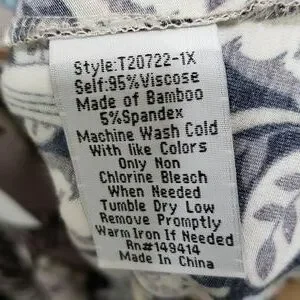 Style:T20722-1X
Self:95%Viscose
Made of Bamboo
5%Spandex
Machine Wash Cold
With like Colors
Only Non
Chlorine Bleach
When Needed
Tumble Dry Low
Remove Promptly
Warm Iron If Needed
Rn#149414
Made In China